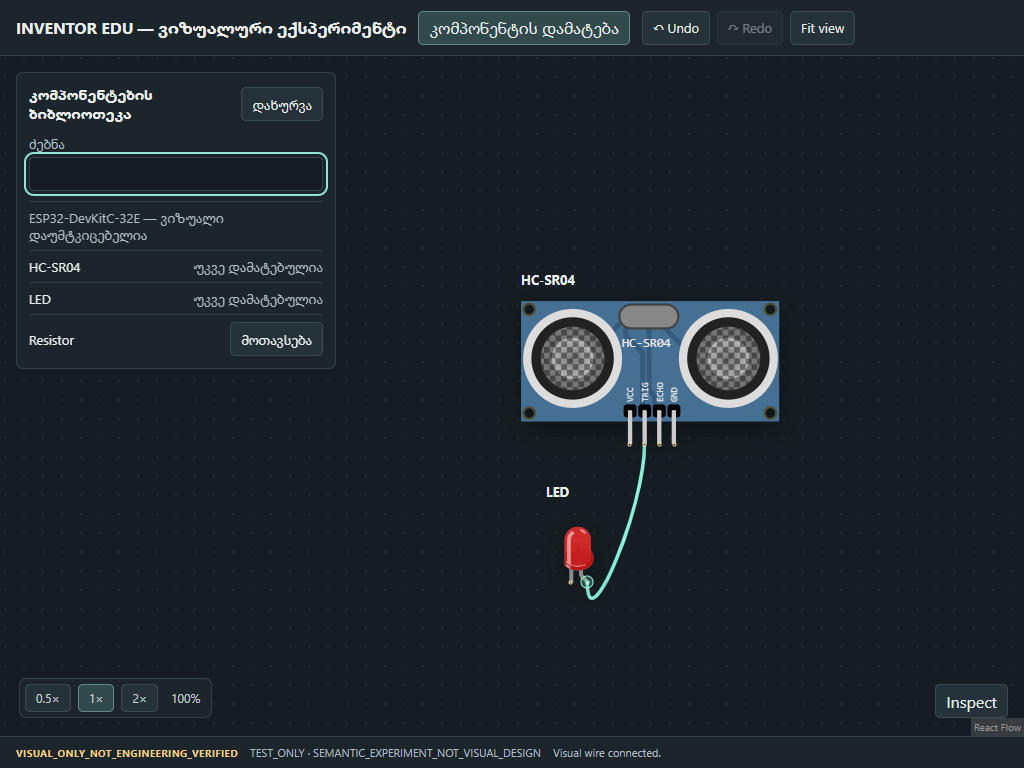 INVENTOR EDU — ვიზუალური ექსპერიმენტი
კომპონენტის დამატება
↶ Undo
↷ Redo
Fit view
კომპონენტების
ბიბლიოთეკა
დახურვა
ძებნა
ESP32-DevKitC-32E — ვიზუალი
დაუმტკიცებელია
HC-SR04 უკვე დამატებულია
LED უკვე დამატებულია
Resistor მოთავსება
HC-SR04
HC-SR04
VCC
TRIG
ECHO
GND
LED
0.5×
1×
2×
100%
Inspect
React Flow
VISUAL_ONLY_NOT_ENGINEERING_VERIFIED TEST_ONLY · SEMANTIC_EXPERIMENT_NOT_VISUAL_DESIGN Visual wire connected.